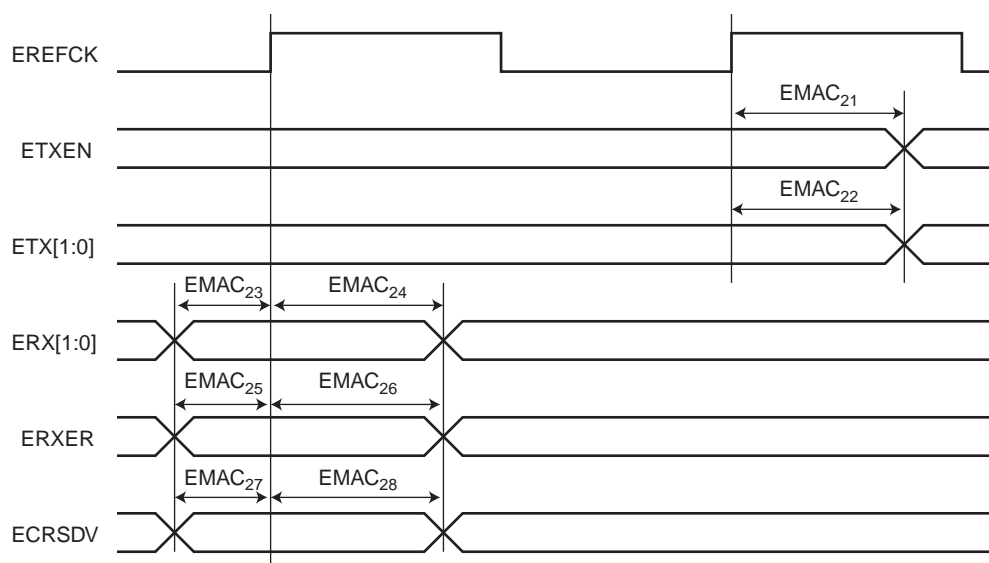 EREFCK
EMAC21
ETXEN
EMAC22
ETX[1:0]
EMAC23 EMAC24
ERX[1:0]
EMAC25 EMAC26
ERXER
EMAC27 EMAC28
ECRSDV